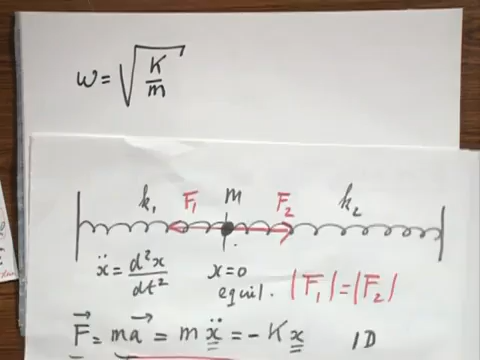 ω = √(K/m)
k₁ F₁ m F₂ k₂
ẍ = d²x/dt² x=0 |F₁| = |F₂|
equil.
F⃗ = ma⃗ = mẍ = -Kx 1D